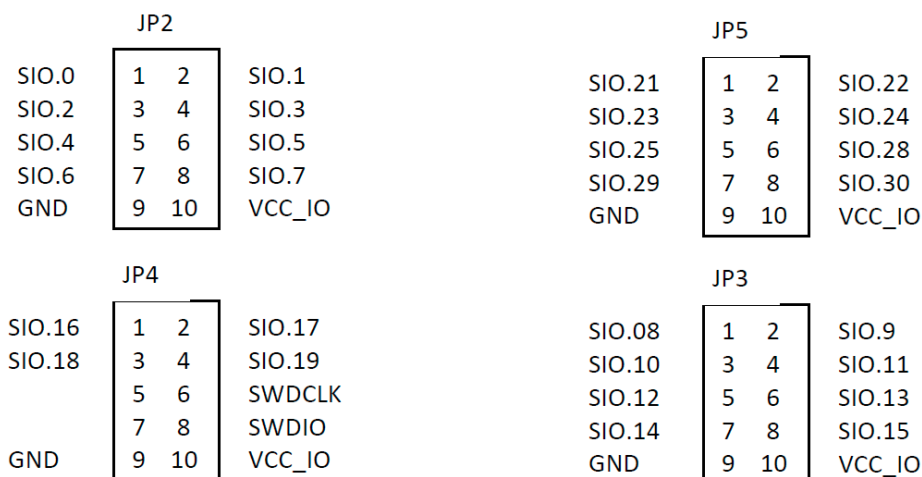 JP2
SIO.0 1 2 SIO.1
SIO.2 3 4 SIO.3
SIO.4 5 6 SIO.5
SIO.6 7 8 SIO.7
GND 9 10 VCC_IO
JP5
SIO.21 1 2 SIO.22
SIO.23 3 4 SIO.24
SIO.25 5 6 SIO.28
SIO.29 7 8 SIO.30
GND 9 10 VCC_IO
JP4
SIO.16 1 2 SIO.17
SIO.18 3 4 SIO.19
5 6 SWDCLK
7 8 SWDIO
GND 9 10 VCC_IO
JP3
SIO.08 1 2 SIO.9
SIO.10 3 4 SIO.11
SIO.12 5 6 SIO.13
SIO.14 7 8 SIO.15
GND 9 10 VCC_IO